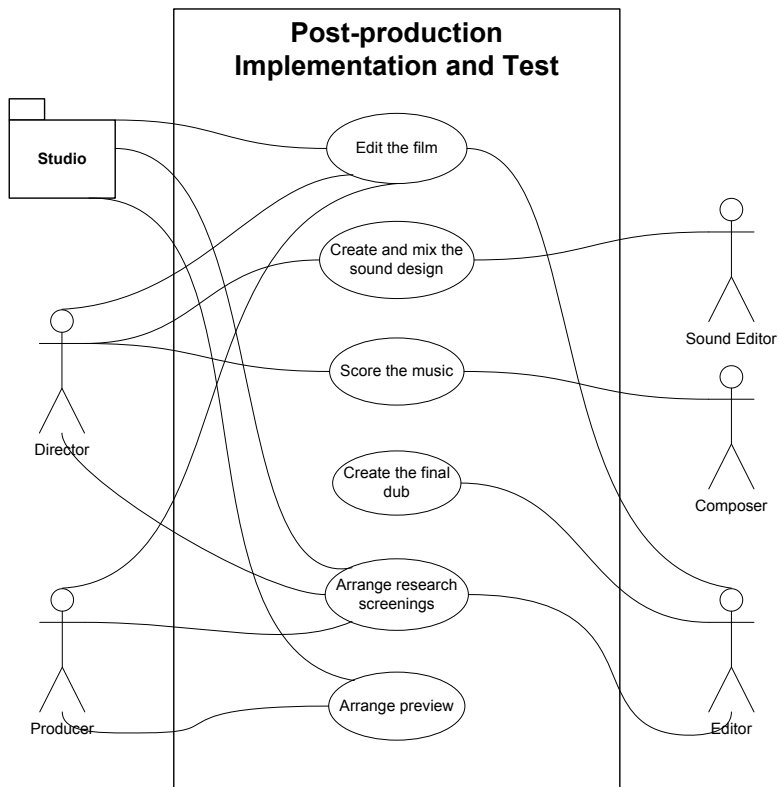 Post-production
Implementation and Test
Studio
Edit the film
Create and mix the
sound design
Sound Editor
Score the music
Director
Create the final
dub
Composer
Arrange research
screenings
Arrange preview
Producer
Editor